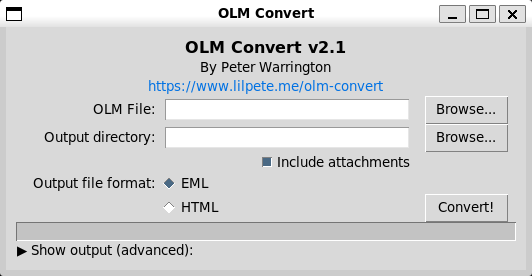 OLM Convert
OLM Convert v2.1
By Peter Warrington
https://www.lilpete.me/olm-convert
OLM File: Browse...
Output directory: Browse...
Include attachments
Output file format: EML
HTML Convert!
▶ Show output (advanced):